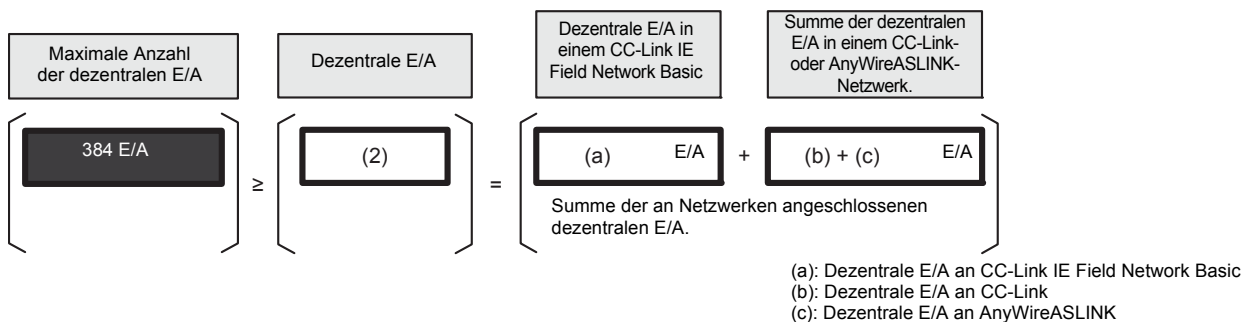 Maximale Anzahl
der dezentralen E/A
Dezentrale E/A
Dezentrale E/A in
einem CC-Link IE
Field Network Basic
Summe der dezentralen
E/A in einem CC-Link-
oder AnyWireASLINK-
Netzwerk.
384 E/A
≥
(2)
=
(a) E/A
+
(b) + (c) E/A
Summe der an Netzwerken angeschlossenen
dezentralen E/A.
(a): Dezentrale E/A an CC-Link IE Field Network Basic
(b): Dezentrale E/A an CC-Link
(c): Dezentrale E/A an AnyWireASLINK